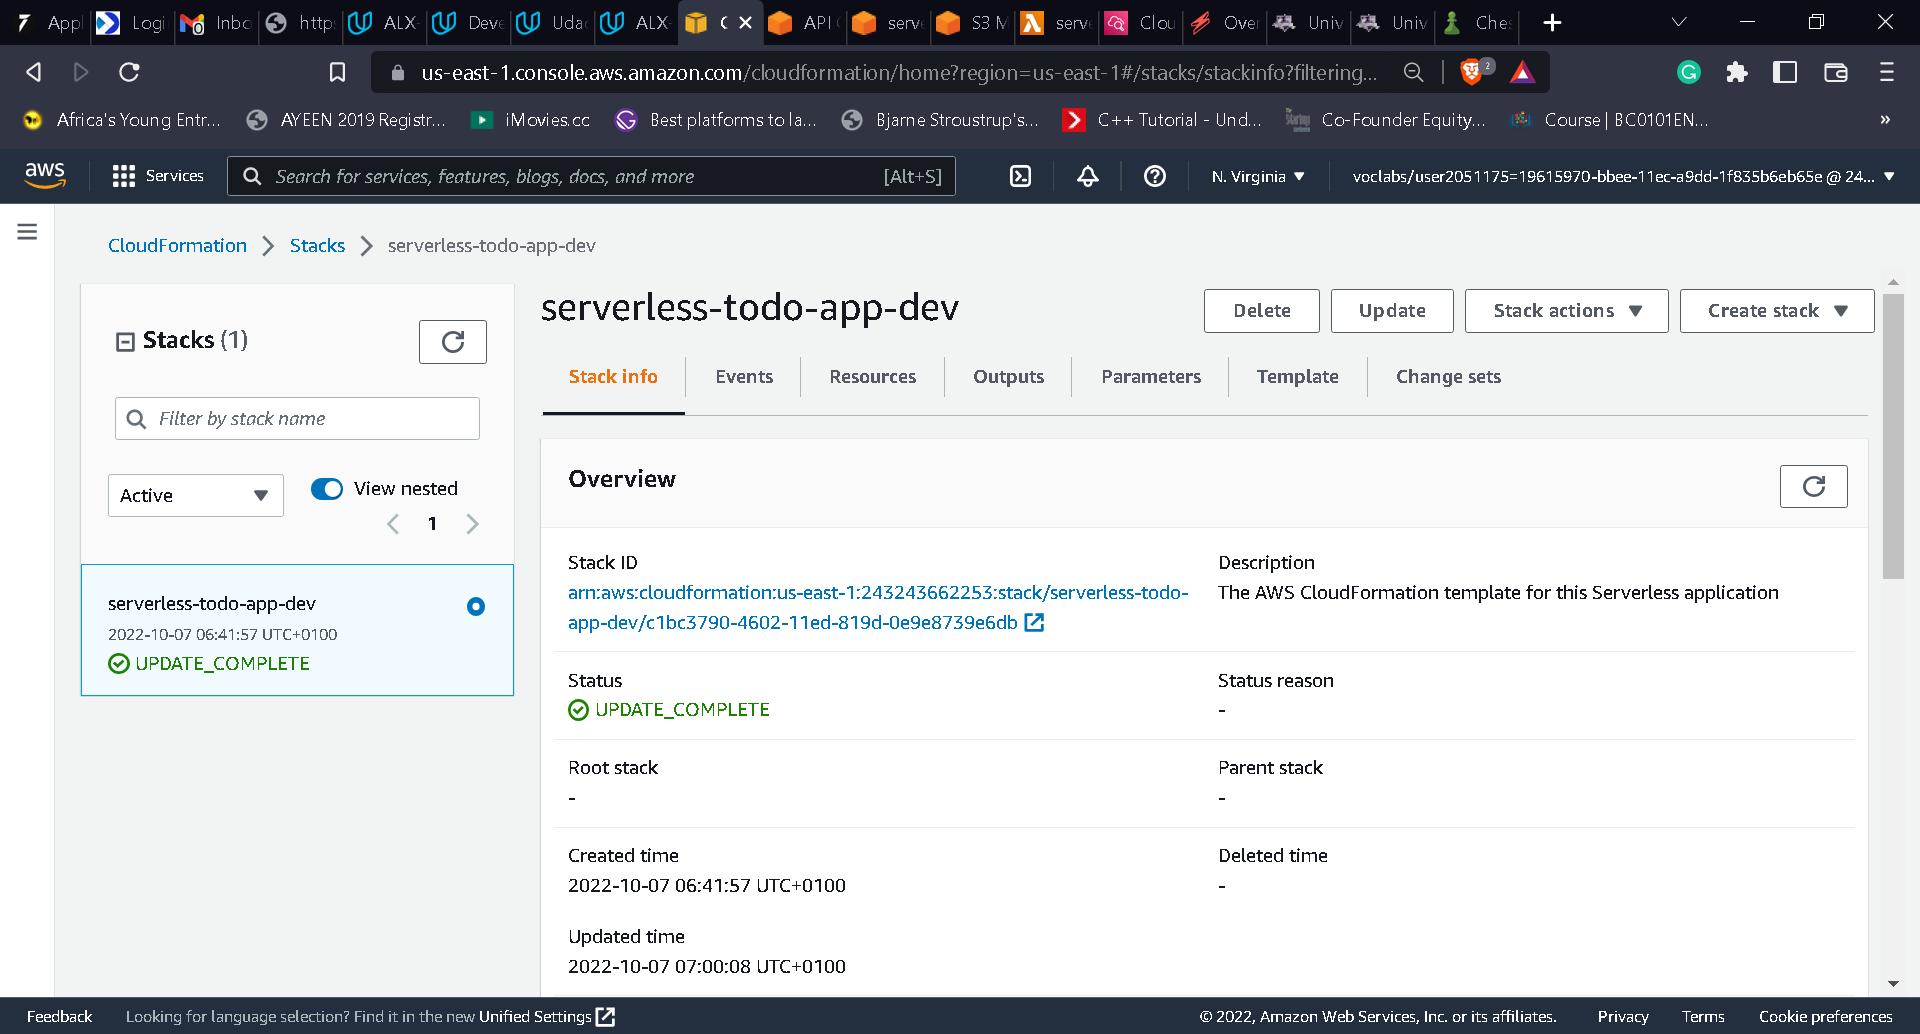 Appl Logi Inbo http ALX- Deve Udac ALX- C API serve S3 M serv Clou Over Univ Univ Ches
us-east-1.console.aws.amazon.com/cloudformation/home?region=us-east-1#/stacks/stackinfo?filtering...
2
Africa's Young Entr... AYEEN 2019 Registr... iMovies.cc Best platforms to la... Bjarne Stroustrup's... C++ Tutorial - Und... Co-Founder Equity... Course | BC0101EN...
aws Services Search for services, features, blogs, docs, and more [Alt+S] N. Virginia voclabs/user2051175=19615970-bbee-11ec-a9dd-1f835b6eb65e @ 24...
CloudFormation Stacks serverless-todo-app-dev
Stacks (1)
Filter by stack name
Active View nested
1
serverless-todo-app-dev
2022-10-07 06:41:57 UTC+0100
UPDATE_COMPLETE
serverless-todo-app-dev
Delete Update Stack actions Create stack
Stack info Events Resources Outputs Parameters Template Change sets
Overview
Stack ID
arn:aws:cloudformation:us-east-1:243243662253:stack/serverless-todo-
app-dev/c1bc3790-4602-11ed-819d-0e9e8739e6db
Description
The AWS CloudFormation template for this Serverless application
Status
UPDATE_COMPLETE
Status reason
-
Root stack
-
Parent stack
-
Created time
2022-10-07 06:41:57 UTC+0100
Deleted time
-
Updated time
2022-10-07 07:00:08 UTC+0100
Feedback Looking for language selection? Find it in the new Unified Settings © 2022, Amazon Web Services, Inc. or its affiliates. Privacy Terms Cookie preferences